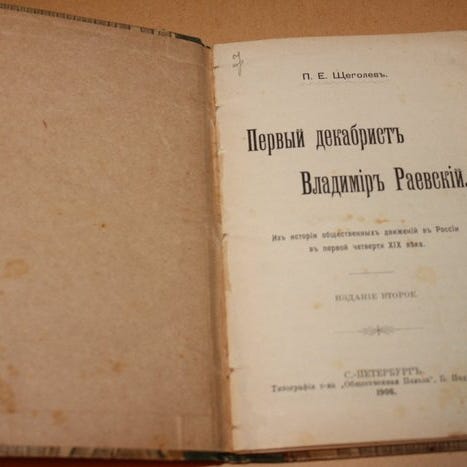 П. Е. Щеголевъ.
Первый декабристъ
Владиміръ Раевскій.
Изъ исторіи общественныхъ движеній въ Россіи
въ первой четверти XIX вѣка.
ИЗДАНІЕ ВТОРОЕ.
С.-ПЕТЕРБУРГЪ.
Типографія т-ва „Общественная Польза“, Б. Под
1906.